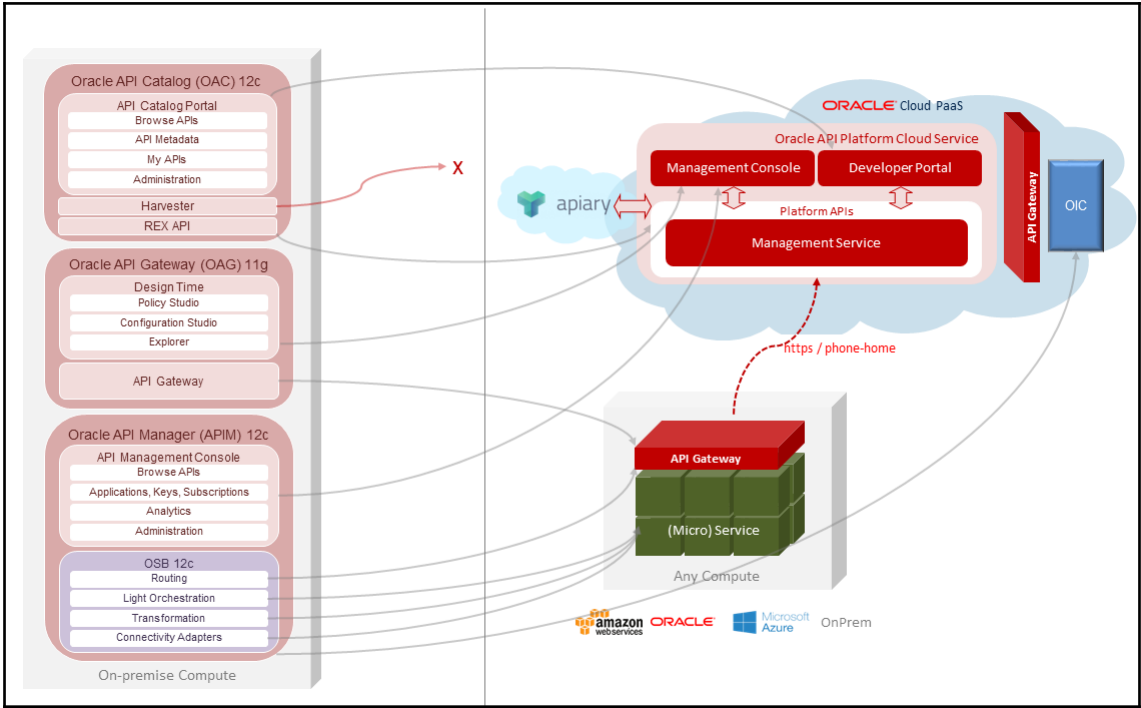 Oracle API Catalog (OAC) 12c
API Catalog Portal
Browse APIs
API Metadata
My APIs
Administration
Harvester
REX API
Oracle API Gateway (OAG) 11g
Design Time
Policy Studio
Configuration Studio
Explorer
API Gateway
Oracle API Manager (APIM) 12c
API Management Console
Browse APIs
Applications, Keys, Subscriptions
Analytics
Administration
OSB 12c
Routing
Light Orchestration
Transformation
Connectivity Adapters
On-premise Compute
X
ORACLE Cloud PaaS
Oracle API Platform Cloud Service
Management Console
Developer Portal
apiary
Platform APIs
Management Service
API Gateway
OIC
https / phone-home
API Gateway
(Micro) Service
Any Compute
amazon
webservices
ORACLE
Microsoft
Azure
OnPrem